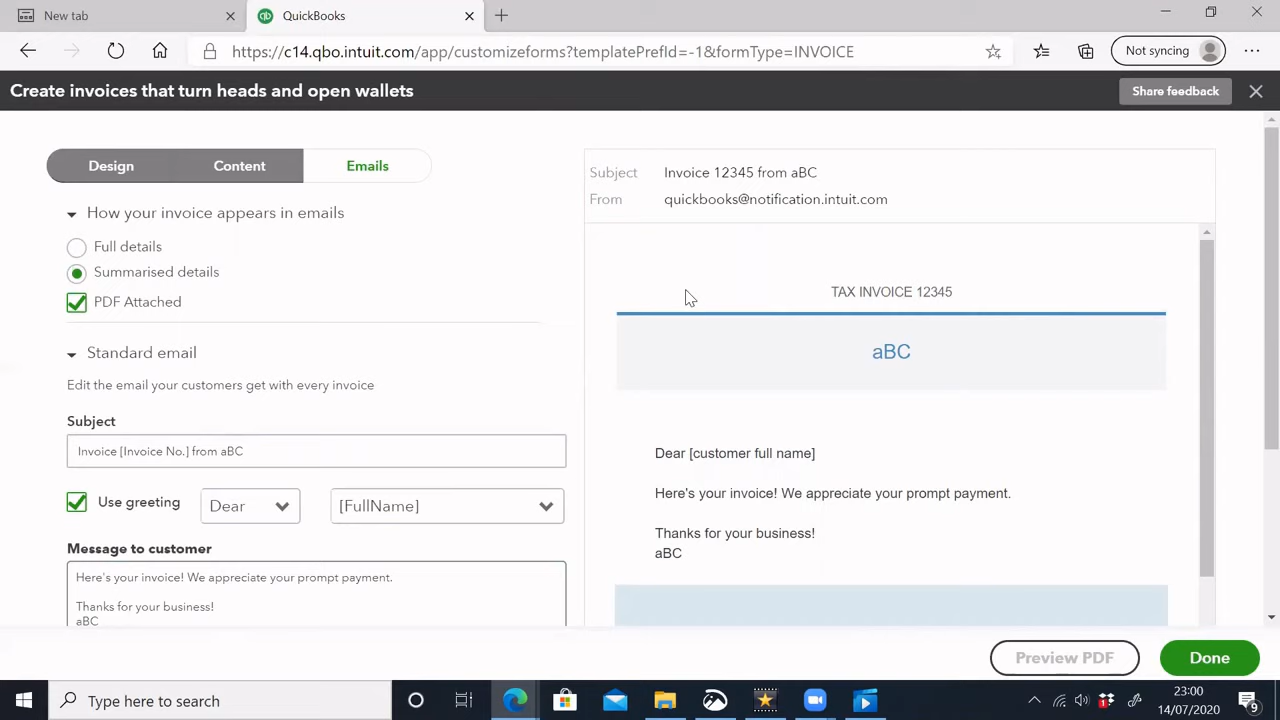 New tab
QuickBooks
https://c14.qbo.intuit.com/app/customizeforms?templatePrefId=-1&formType=INVOICE
Not syncing
Create invoices that turn heads and open wallets
Share feedback
Design
Content
Emails
How your invoice appears in emails
Full details
Summarised details
PDF Attached
Standard email
Edit the email your customers get with every invoice
Subject
Invoice [Invoice No.] from aBC
Use greeting
Dear
[FullName]
Message to customer
Here's your invoice! We appreciate your prompt payment.
Thanks for your business!
aBC
Subject Invoice 12345 from aBC
From quickbooks@notification.intuit.com
TAX INVOICE 12345
aBC
Dear [customer full name]
Here's your invoice! We appreciate your prompt payment.
Thanks for your business!
aBC
Preview PDF
Done
Type here to search
23:00
14/07/2020
9